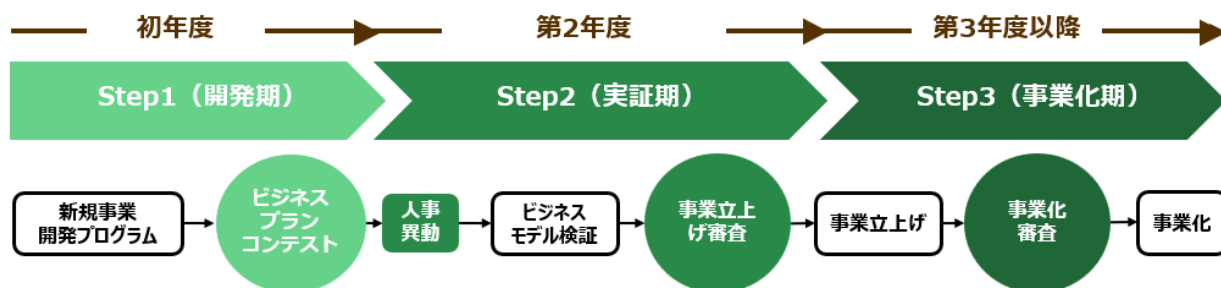 初年度
第2年度
第3年度以降
Step1（開発期）
Step2（実証期）
Step3（事業化期）
新規事業
開発プログラム
ビジネス
プラン
コンテスト
人事
異動
ビジネス
モデル検証
事業立上
げ審査
事業立上げ
事業化
審査
事業化